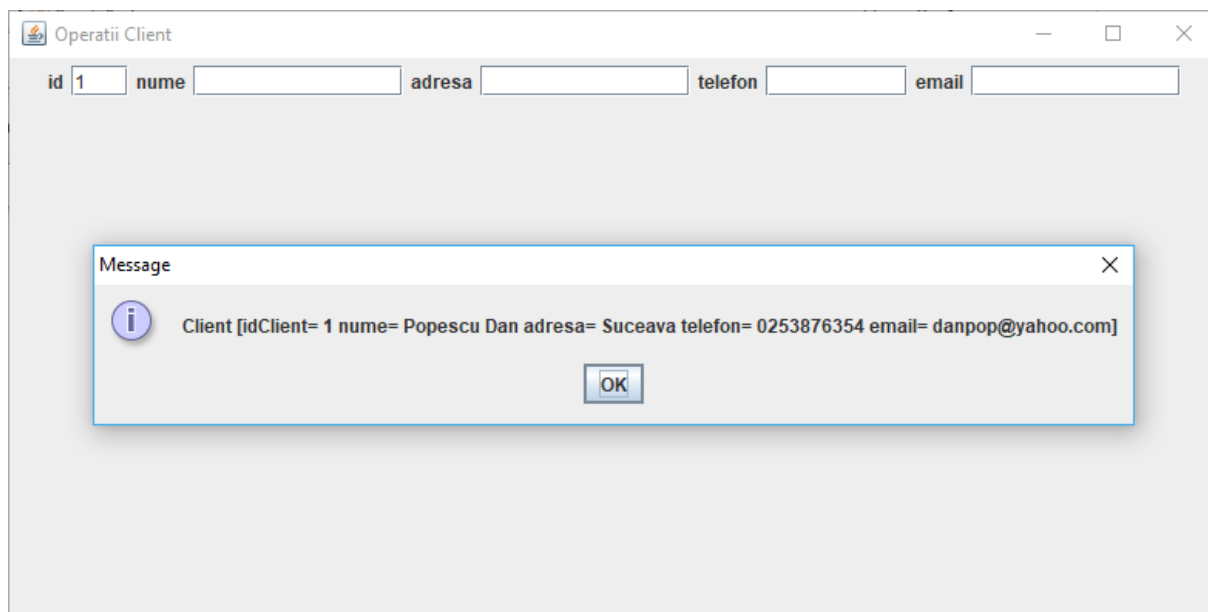 Operatii Client
id 1 nume adresa telefon email
Message
Client [idClient= 1 nume= Popescu Dan adresa= Suceava telefon= 0253876354 email= danpop@yahoo.com]
OK